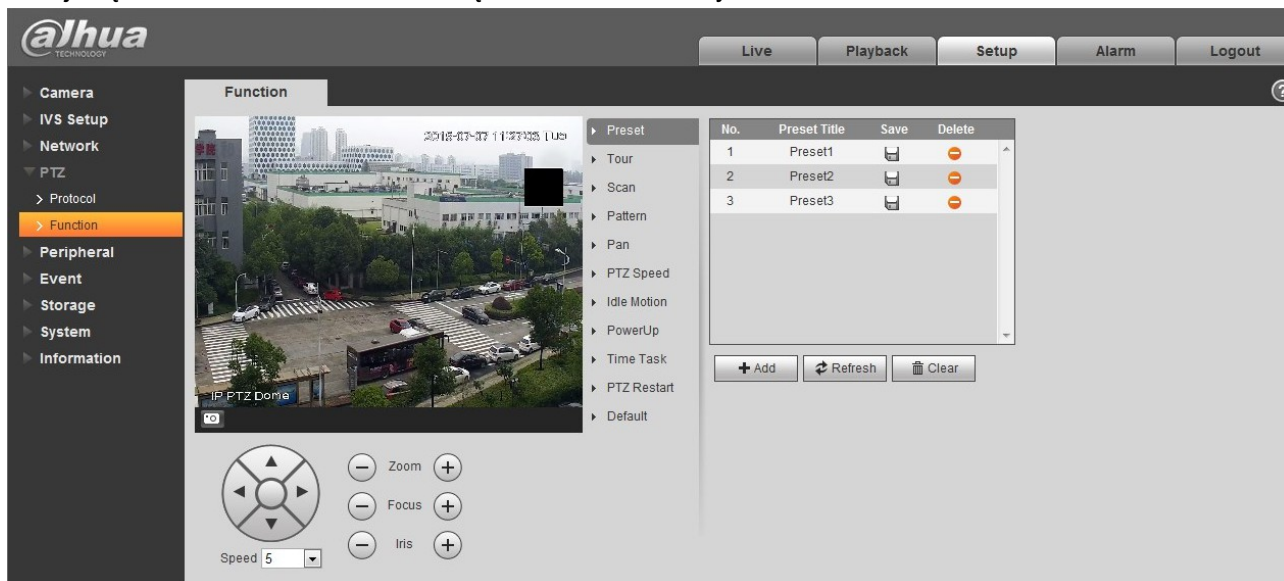 alhua
TECHNOLOGY
Live
Playback
Setup
Alarm
Logout
Camera
IVS Setup
Network
PTZ
Protocol
Function
Peripheral
Event
Storage
System
Information
Function
IP PTZ Dome
Preset
Tour
Scan
Pattern
Pan
PTZ Speed
Idle Motion
PowerUp
Time Task
PTZ Restart
Default
No. Preset Title Save Delete
1 Preset1
2 Preset2
3 Preset3
Add
Refresh
Clear
Zoom
Focus
Iris
Speed 5